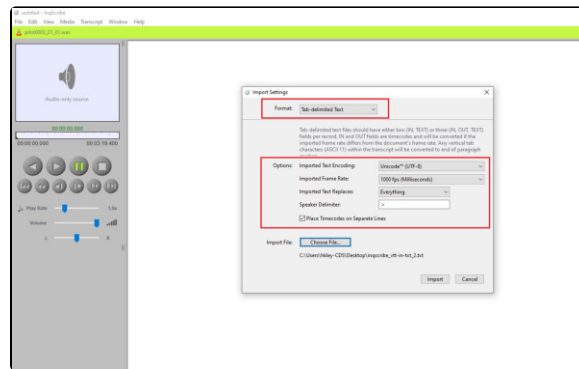 untitled - InqScribe
File Edit View Media Transcript Window Help
Audio-only source
00:00:00.000
00:00:00.000 00:02:19.400
Play Rate 1.0x
Volume
0
Import Settings
Format: Tab-delimited Text
Tab-delimited text files should have either two (IN, TEXT) or three (IN, OUT, TEXT)
fields per record. IN and OUT fields are timecodes and will be converted if the
imported frame rate differs from the document's frame rate. Any vertical tab
characters (ASCII 11) within the transcript will be converted to end of paragraph
Options: Imported Text Encoding: Unicode™ (UTF-8)
Imported Frame Rate: 1000 fps (Milliseconds)
Imported Text Replaces: Everything
Speaker Delimiter:
Place Timecodes on Separate Lines
Import File: Choose File...
Import Cancel